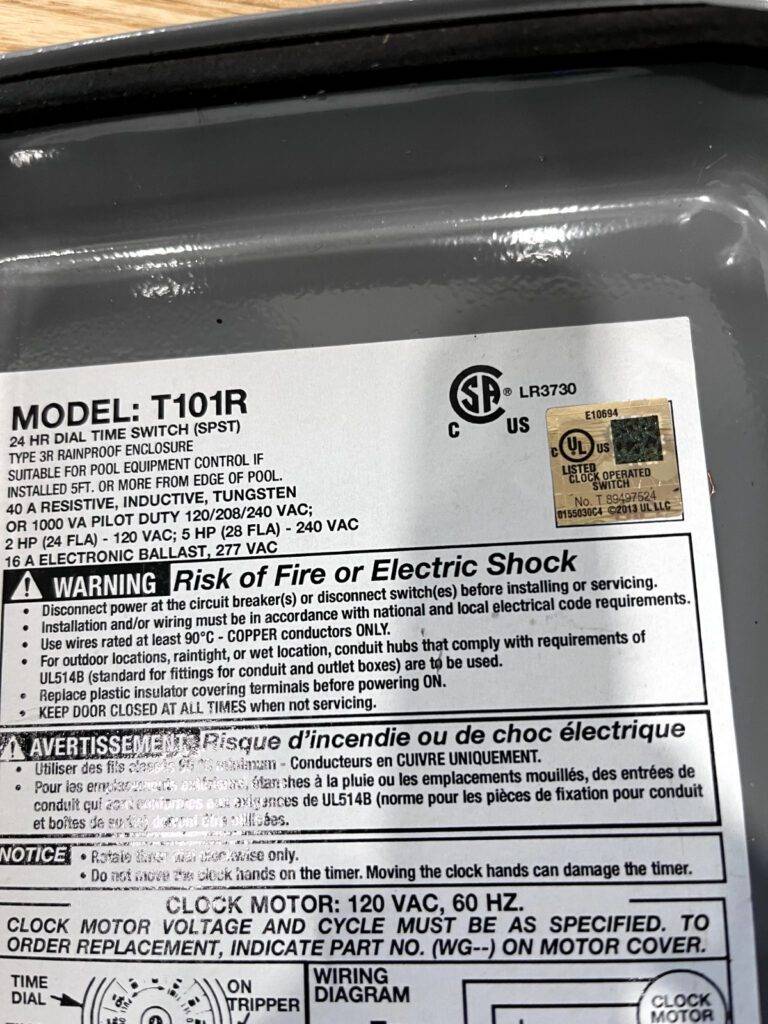 MODEL: T101R
24 HR DIAL TIME SWITCH (SPST)
TYPE 3R RAINPROOF ENCLOSURE
SUITABLE FOR POOL EQUIPMENT CONTROL IF
INSTALLED 5FT. OR MORE FROM EDGE OF POOL.
40 A RESISTIVE, INDUCTIVE, TUNGSTEN
OR 1000 VA PILOT DUTY 120/208/240 VAC;
2 HP (24 FLA) - 120 VAC; 5 HP (28 FLA) - 240 VAC
16 A ELECTRONIC BALLAST, 277 VAC
SA ® LR3730
C US
E10694
C UL US
LISTED
CLOCK OPERATED
SWITCH
No. T 89497524
0155030C4 ©2013 UL LLC
WARNING Risk of Fire or Electric Shock
• Disconnect power at the circuit breaker(s) or disconnect switch(es) before installing or servicing.
• Installation and/or wiring must be in accordance with national and local electrical code requirements.
• Use wires rated at least 90°C - COPPER conductors ONLY.
• For outdoor locations, raintight, or wet location, conduit hubs that comply with requirements of
UL514B (standard for fittings for conduit and outlet boxes) are to be used.
• Replace plastic insulator covering terminals before powering ON.
• KEEP DOOR CLOSED AT ALL TIMES when not servicing.
AVERTISSEMENT Risque d'incendie ou de choc électrique
• Utiliser des fils minimum - Conducteurs en CUIVRE UNIQUEMENT.
• Pour les étanches à la pluie ou les emplacements mouillés, des entrées de
conduit qui exigences de UL514B (norme pour les pièces de fixation pour conduit
et boîtes de utilisées.
NOTICE • Rotate timer clockwise only.
• Do not move the clock hands on the timer. Moving the clock hands can damage the timer.
CLOCK MOTOR: 120 VAC, 60 HZ.
CLOCK MOTOR VOLTAGE AND CYCLE MUST BE AS SPECIFIED. TO
ORDER REPLACEMENT, INDICATE PART NO. (WG--) ON MOTOR COVER.
TIME
DIAL
ON
TRIPPER
WIRING
DIAGRAM
CLOCK
MOTOR